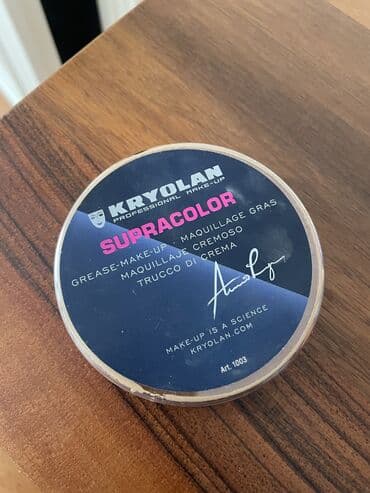 KRYOLAN
PROFESSIONAL MAKE-UP
SUPRACOLOR
GREASE-MAKE-UP · MAQUILLAGE GRAS
MAQUILLAJE CREMOSO
TRUCCO DI CREMA
MAKE-UP IS A SCIENCE
KRYOLAN.COM
Art. 1003